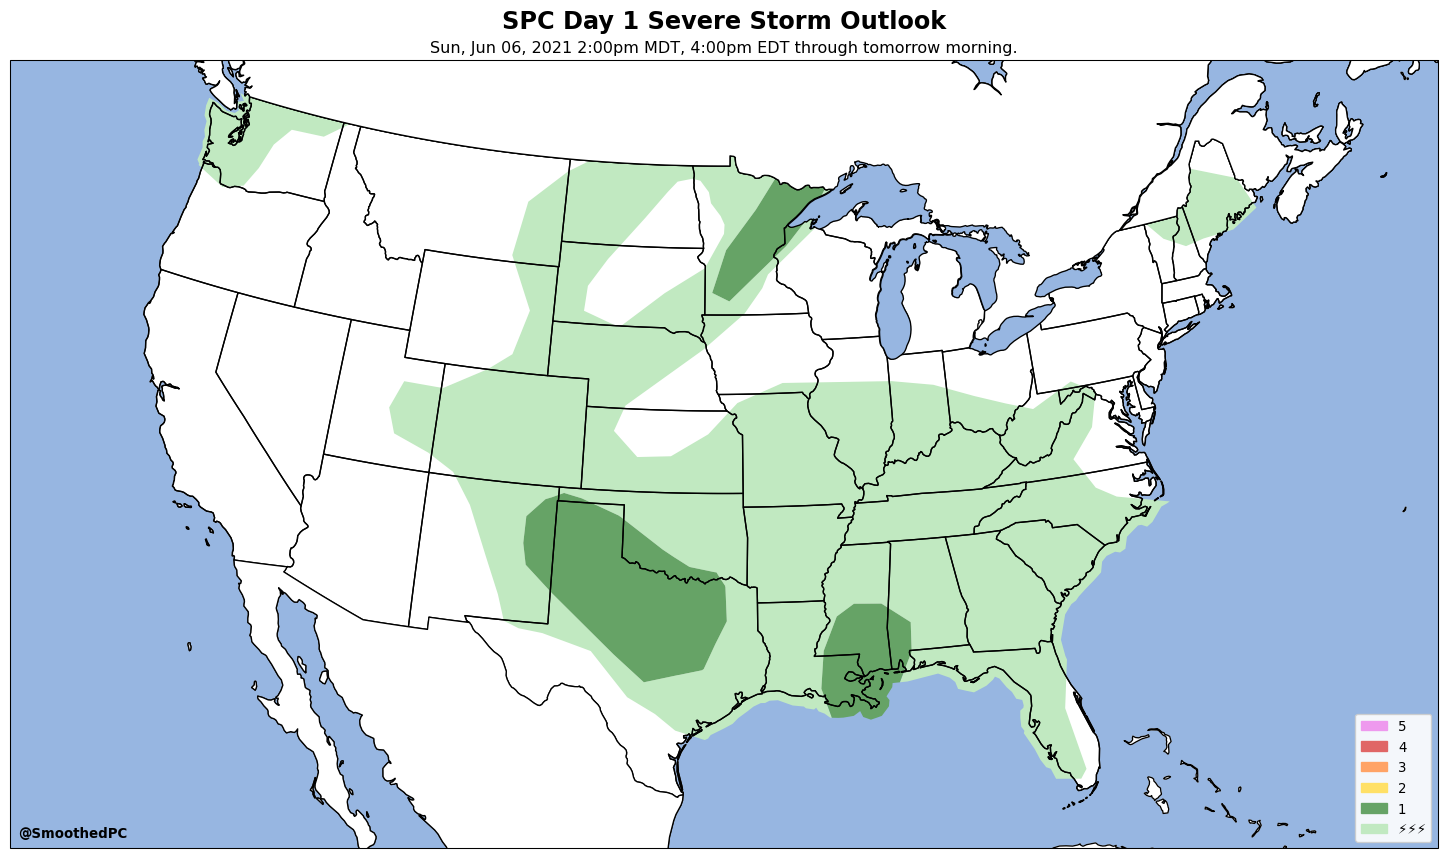 SPC Day 1 Severe Storm Outlook
Sun, Jun 06, 2021 2:00pm MDT, 4:00pm EDT through tomorrow morning.
5
4
3
2
1
⚡⚡⚡
@SmoothedPC